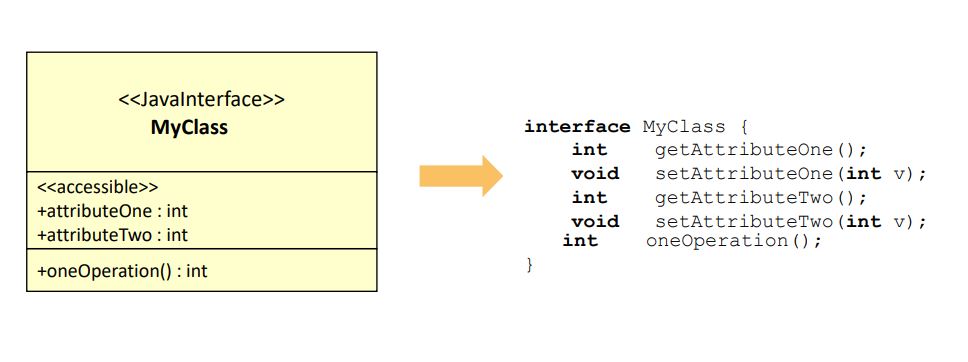 <<JavaInterface>>
MyClass
<<accessible>>
+attributeOne : int
+attributeTwo : int
+oneOperation() : int
interface MyClass {
int getAttributeOne();
void setAttributeOne(int v);
int getAttributeTwo();
void setAttributeTwo(int v);
int oneOperation();
}